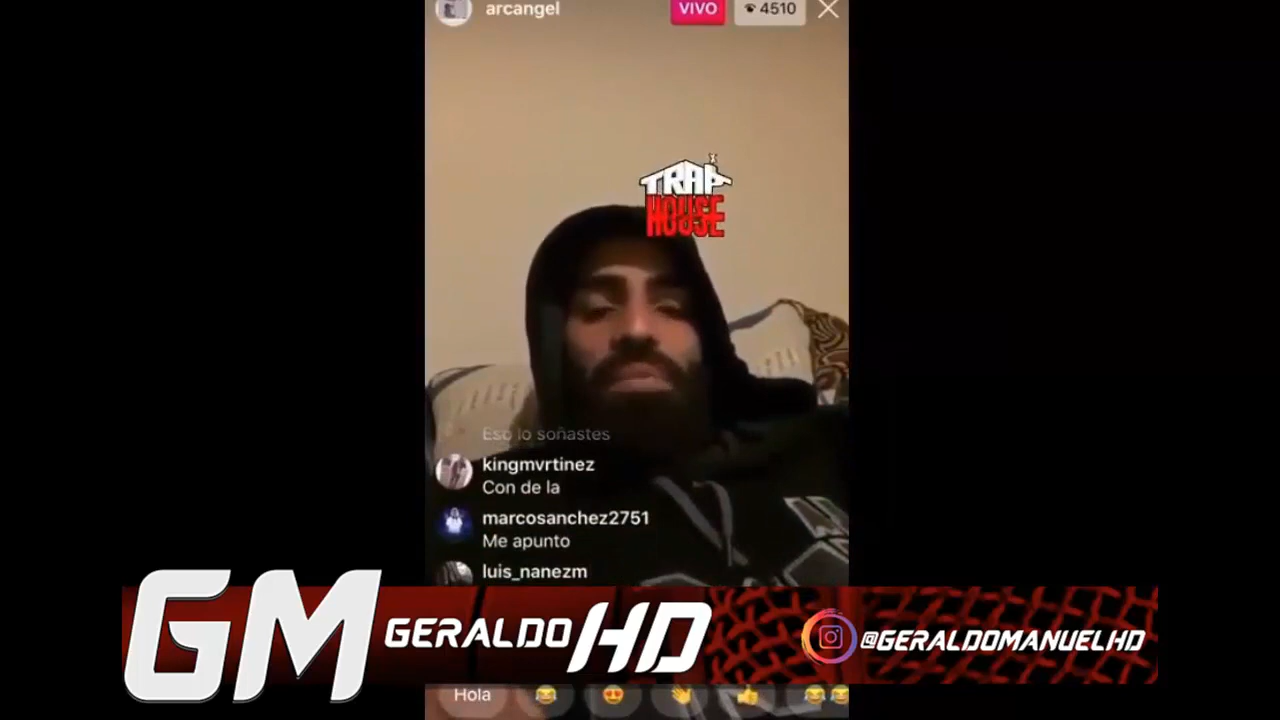 arcangel
VIVO
4510
TRAP
HOUSE
Eso lo soñastes
kingmvrtinez
Con de la
marcosanchez2751
Me apunto
luis_nanezm
GM GERALDO HD
@GERALDOMANUELHD
Hola